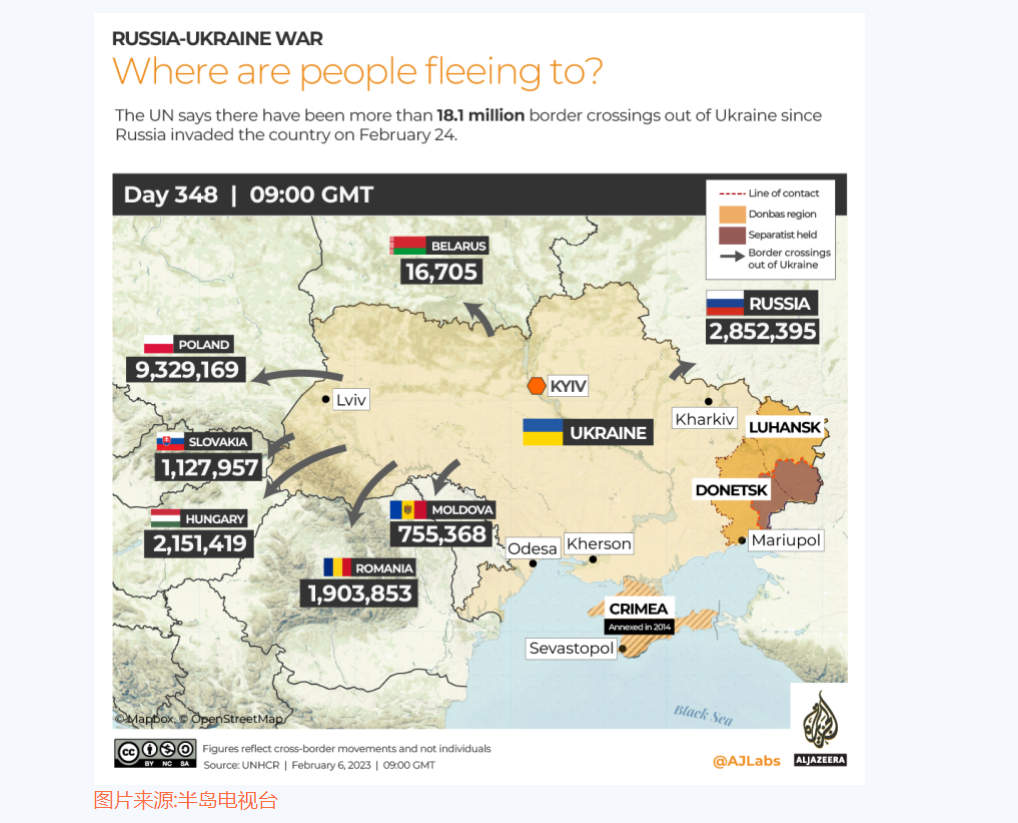 RUSSIA-UKRAINE WAR
Where are people fleeing to?
The UN says there have been more than 18.1 million border crossings out of Ukraine since
Russia invaded the country on February 24.
Day 348 | 09:00 GMT
Line of contact
Donbas region
Separatist held
Border crossings
out of Ukraine
BELARUS
16,705
RUSSIA
2,852,395
POLAND
9,329,169
Lviv
KYIV
Kharkiv
UKRAINE
LUHANSK
SLOVAKIA
1,127,957
DONETSK
HUNGARY
2,151,419
MOLDOVA
755,368
Odesa
Kherson
Mariupol
ROMANIA
1,903,853
CRIMEA
Annexed in 2014
Sevastopol
Black Sea
© Mapbox, © OpenStreetMap
cc BY NC SA
Figures reflect cross-border movements and not individuals
Source: UNHCR | February 6, 2023 | 09:00 GMT
@AJLabs
ALJAZEERA
图片来源:半岛电视台